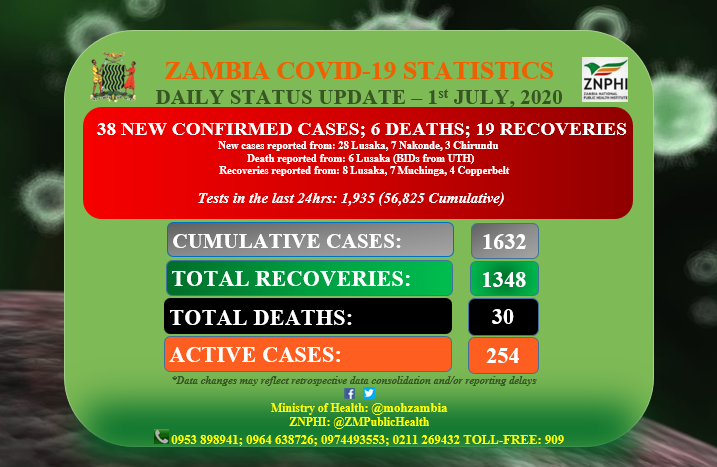 ZAMBIA COVID-19 STATISTICS
DAILY STATUS UPDATE – 1st JULY, 2020
ZNPHI
ZAMBIA NATIONAL
PUBLIC HEALTH INSTITUTE
38 NEW CONFIRMED CASES; 6 DEATHS; 19 RECOVERIES
New cases reported from: 28 Lusaka, 7 Nakonde, 3 Chirundu
Death reported from: 6 Lusaka (BIDs from UTH)
Recoveries reported from: 8 Lusaka, 7 Muchinga, 4 Copperbelt
Tests in the last 24hrs: 1,935 (56,825 Cumulative)
CUMULATIVE CASES: 1632
TOTAL RECOVERIES: 1348
TOTAL DEATHS: 30
ACTIVE CASES: 254
*Data changes may reflect retrospective data consolidation and/or reporting delays
Ministry of Health: @mohzambia
ZNPHI: @ZMPublicHealth
0953 898941; 0964 638726; 0974493553; 0211 269432 TOLL-FREE: 909